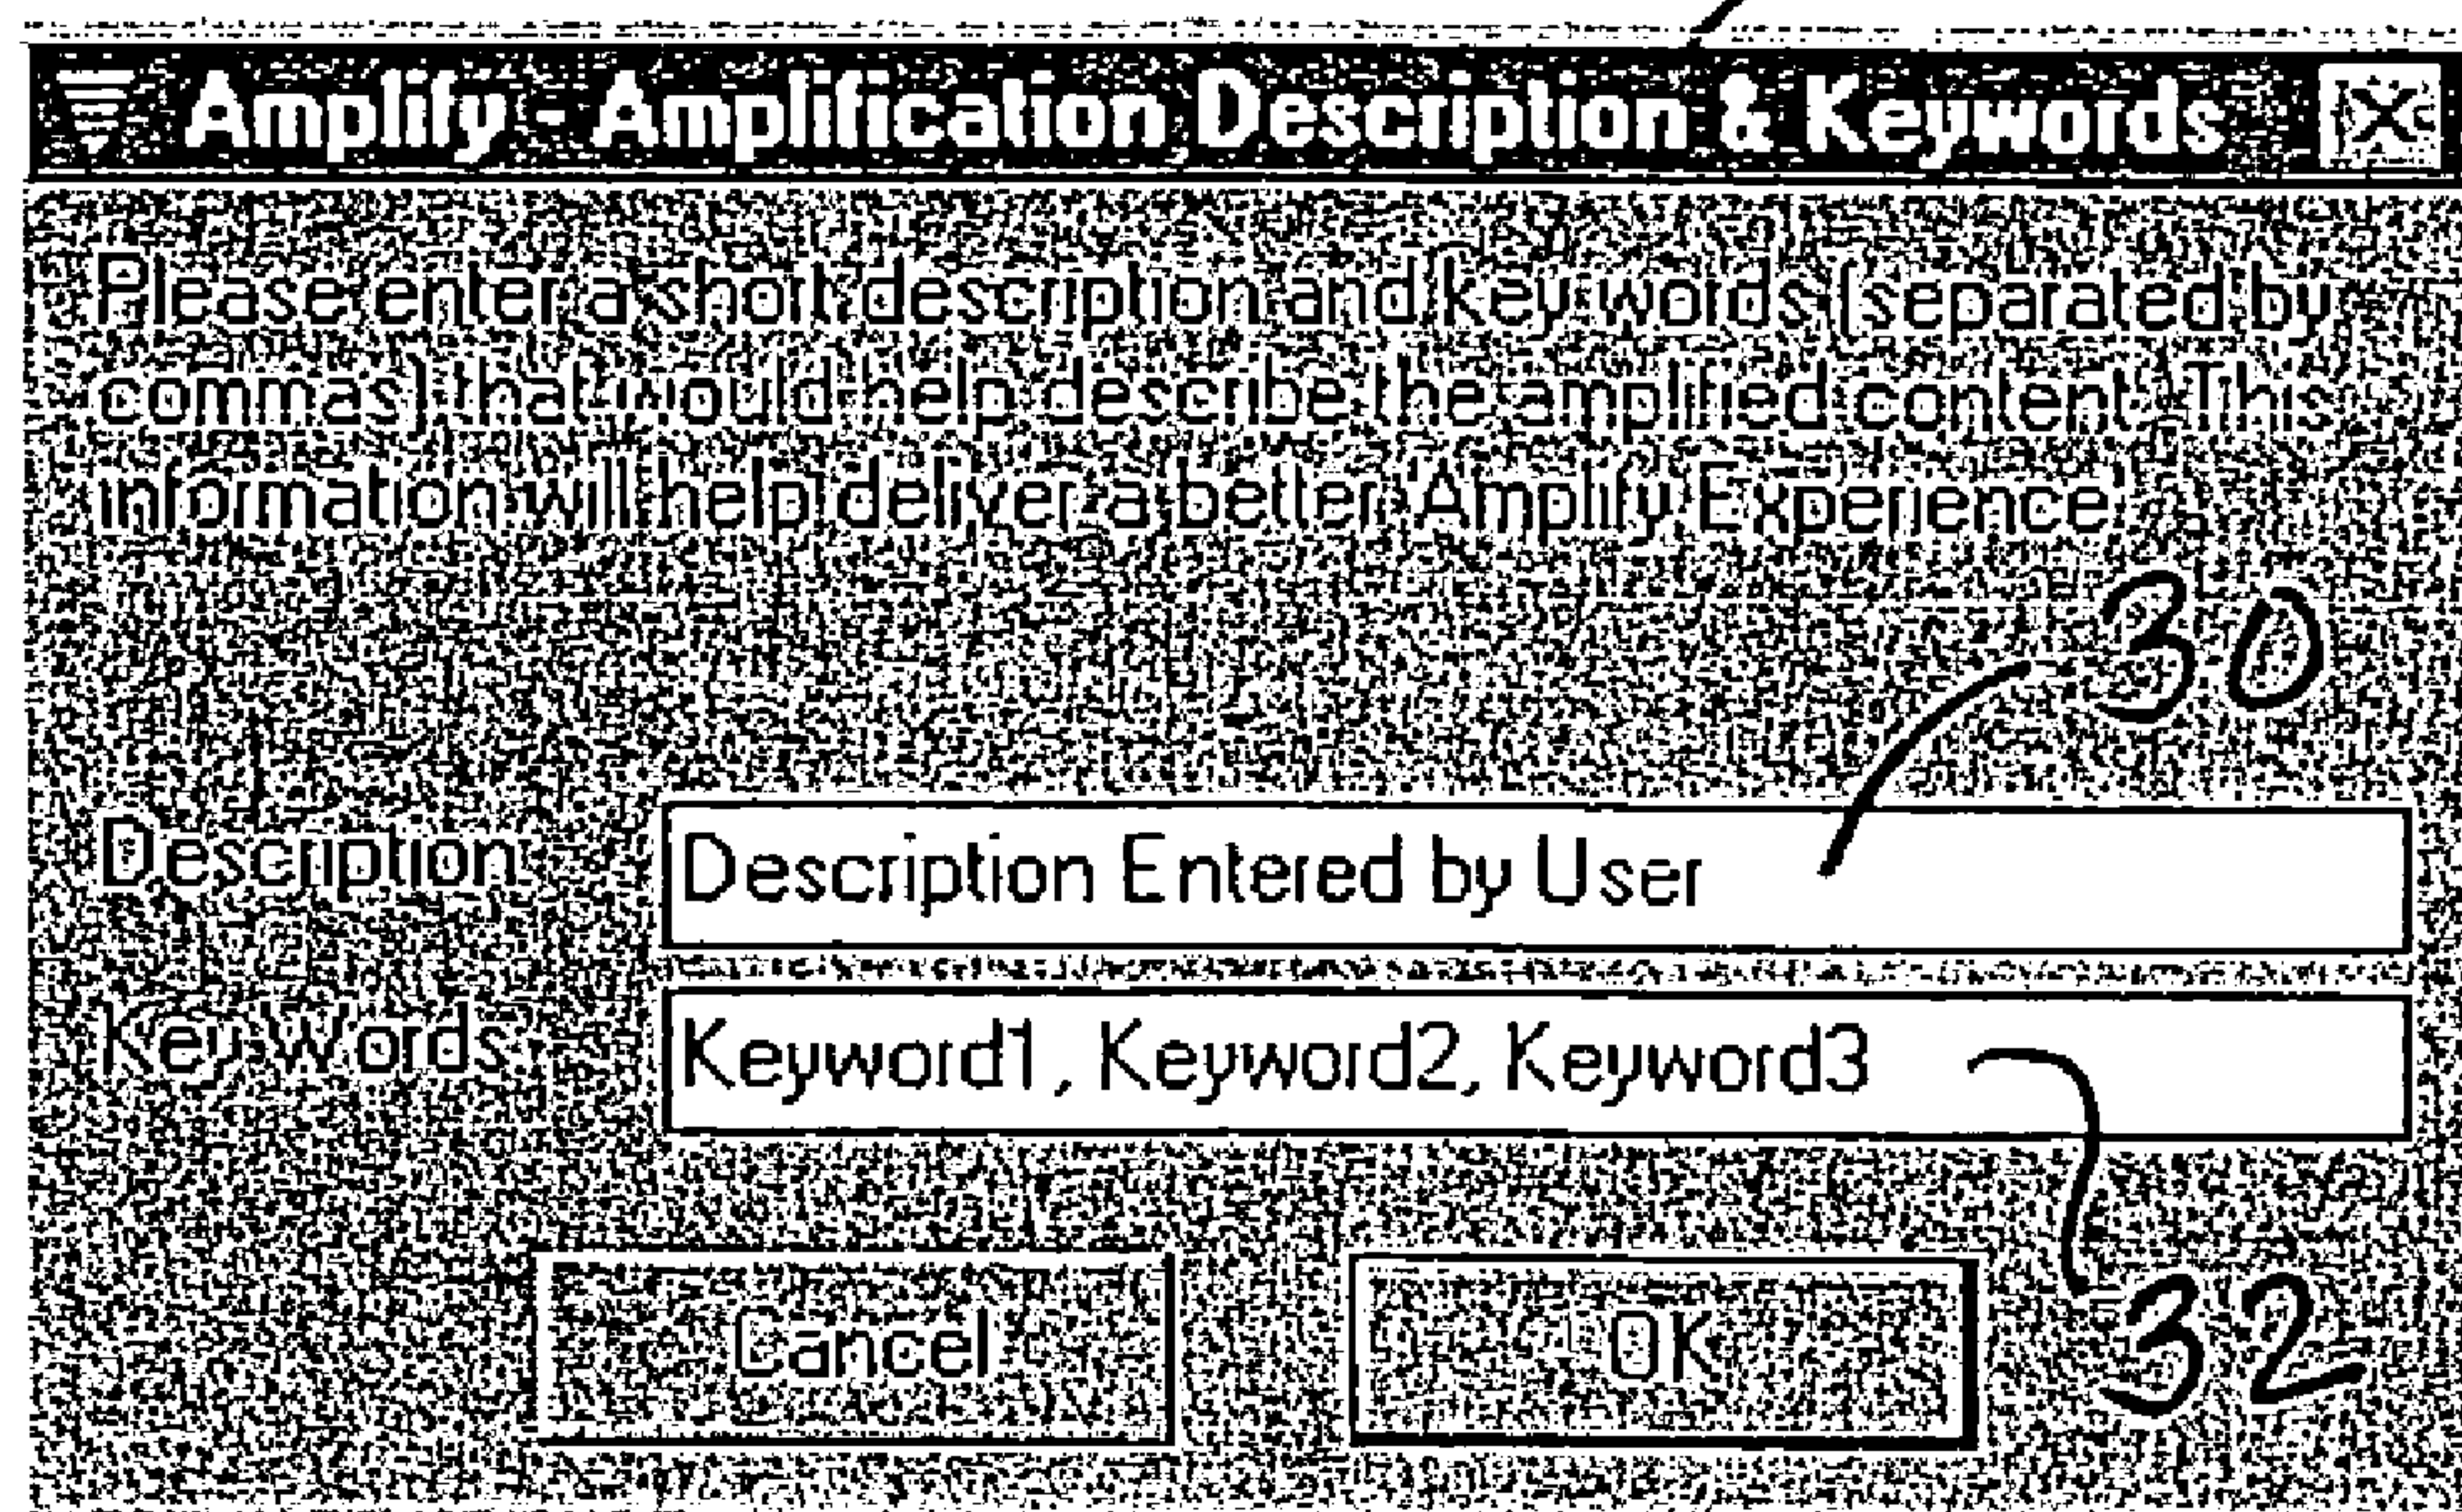 Amplify - Amplification Description & Keywords
Please enter a short description and key words (separated by
commas) that would help describe the amplified content. This
information will help deliver a better Amplify Experience
30
Description Description Entered by User
Key Words Keyword1, Keyword2, Keyword3
Cancel OK
32